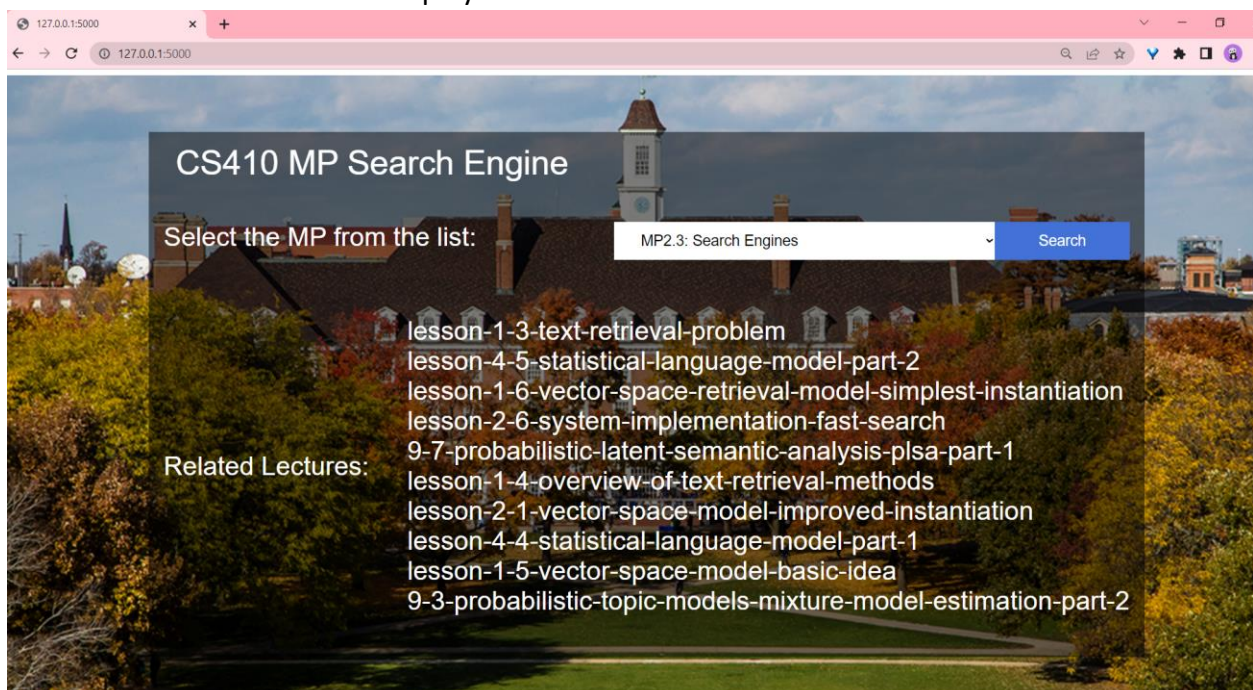 127.0.0.1:5000
127.0.0.1:5000
CS410 MP Search Engine
Select the MP from the list:
MP2.3: Search Engines
Search
Related Lectures:
lesson-1-3-text-retrieval-problem
lesson-4-5-statistical-language-model-part-2
lesson-1-6-vector-space-retrieval-model-simplest-instantiation
lesson-2-6-system-implementation-fast-search
9-7-probabilistic-latent-semantic-analysis-plsa-part-1
lesson-1-4-overview-of-text-retrieval-methods
lesson-2-1-vector-space-model-improved-instantiation
lesson-4-4-statistical-language-model-part-1
lesson-1-5-vector-space-model-basic-idea
9-3-probabilistic-topic-models-mixture-model-estimation-part-2